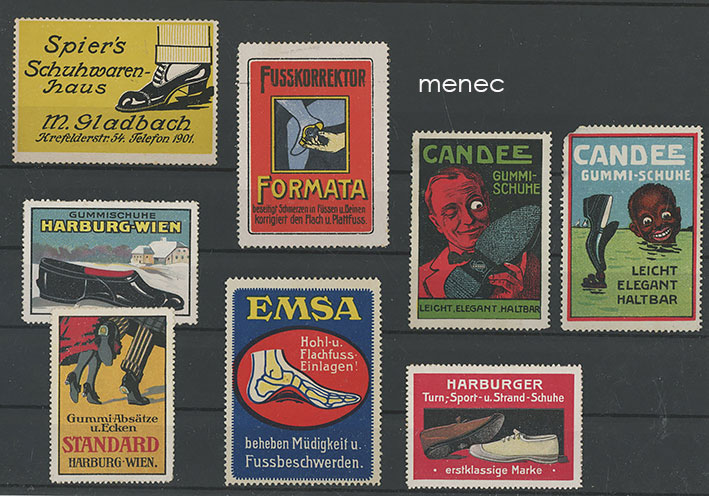 Spier's
Schuhwaren-
haus
M. Gladbach
Krefelderstr. 54. Telefon 1901.
FUSSKORREKTOR
FORMATA
beseitigt Schmerzen in Füssen u. Beinen
korrigiert den Hach u. Plattfuss.
menec
CANDEE
GUMMI-
SCHUHE
LEICHT, ELEGANT, HALTBAR
CANDEE
GUMMI-SCHUHE
LEICHT
ELEGANT
HALTBAR
GUMMISCHUHE
HARBURG-WIEN
Gummi-Absätze
u. Ecken
STANDARD
HARBURG-WIEN.
EMSA
Hohl- u.
Flachfuss-
Einlagen!
beheben Müdigkeit u.
Fussbeschwerden.
HARBURGER
Turn-, Sport- u. Strand-Schuhe
· erstklassige Marke ·